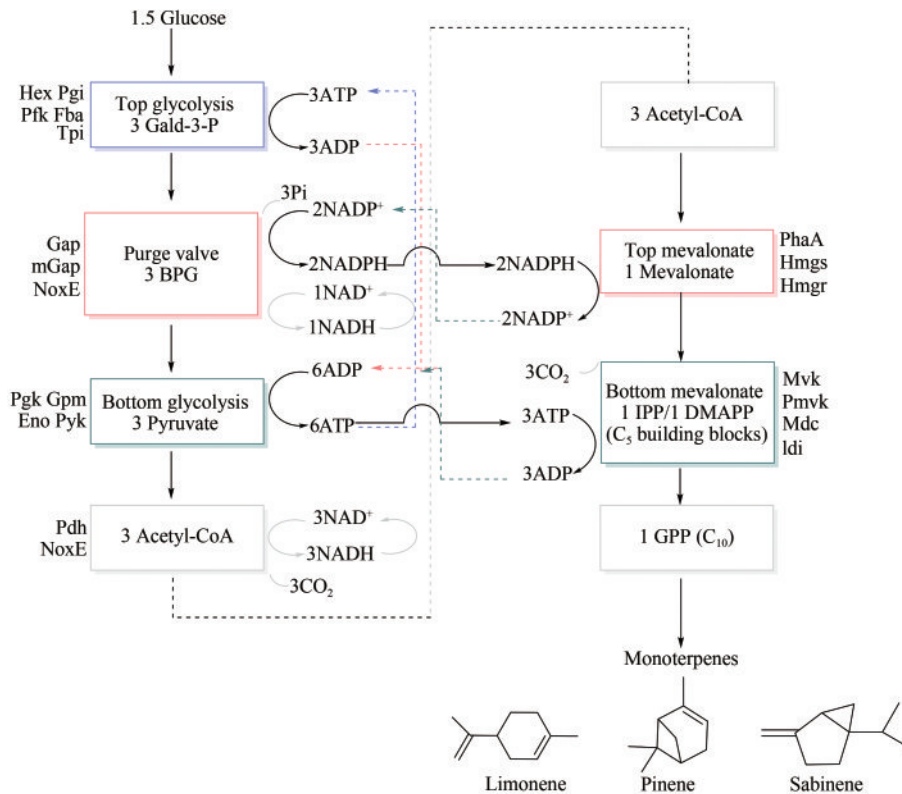 1.5 Glucose
Hex Pgi
Pfk Fba
Tpi
Top glycolysis
3 Gald-3-P
3ATP
3ADP
3 Acetyl-CoA
Gap
mGap
NoxE
Purge valve
3 BPG
3Pi
2NADP⁺
2NADPH
1NAD⁺
1NADH
2NADPH
2NADP⁺
Top mevalonate
1 Mevalonate
PhaA
Hmgs
Hmgr
Pgk Gpm
Eno Pyk
Bottom glycolysis
3 Pyruvate
6ADP
6ATP
3CO₂
3ATP
3ADP
Bottom mevalonate
1 IPP/1 DMAPP
(C₅ building blocks)
Mvk
Pmvk
Mdc
ldi
Pdh
NoxE
3 Acetyl-CoA
3NAD⁺
3NADH
3CO₂
1 GPP (C₁₀)
Monoterpenes
Limonene
Pinene
Sabinene